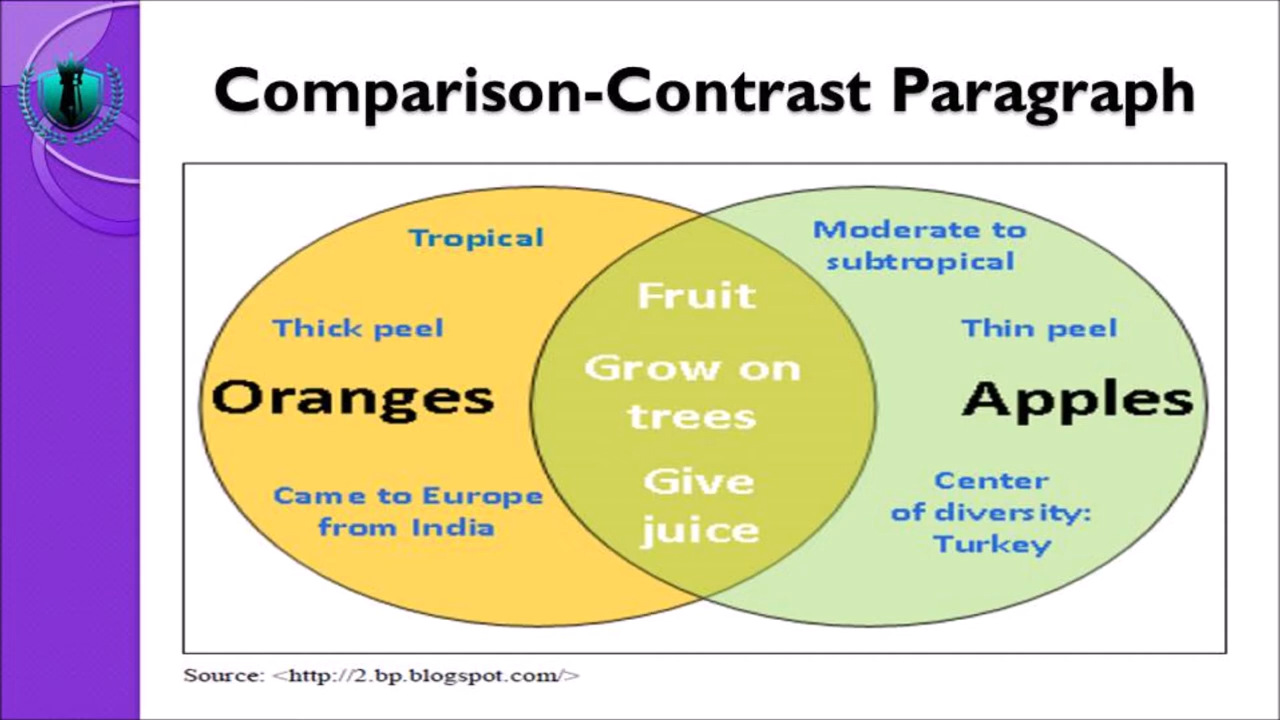 Comparison-Contrast Paragraph
Tropical
Thick peel
Oranges
Came to Europe
from India
Fruit
Grow on
trees
Give
juice
Moderate to
subtropical
Thin peel
Apples
Center
of diversity:
Turkey
Source: <http://2.bp.blogspot.com/>